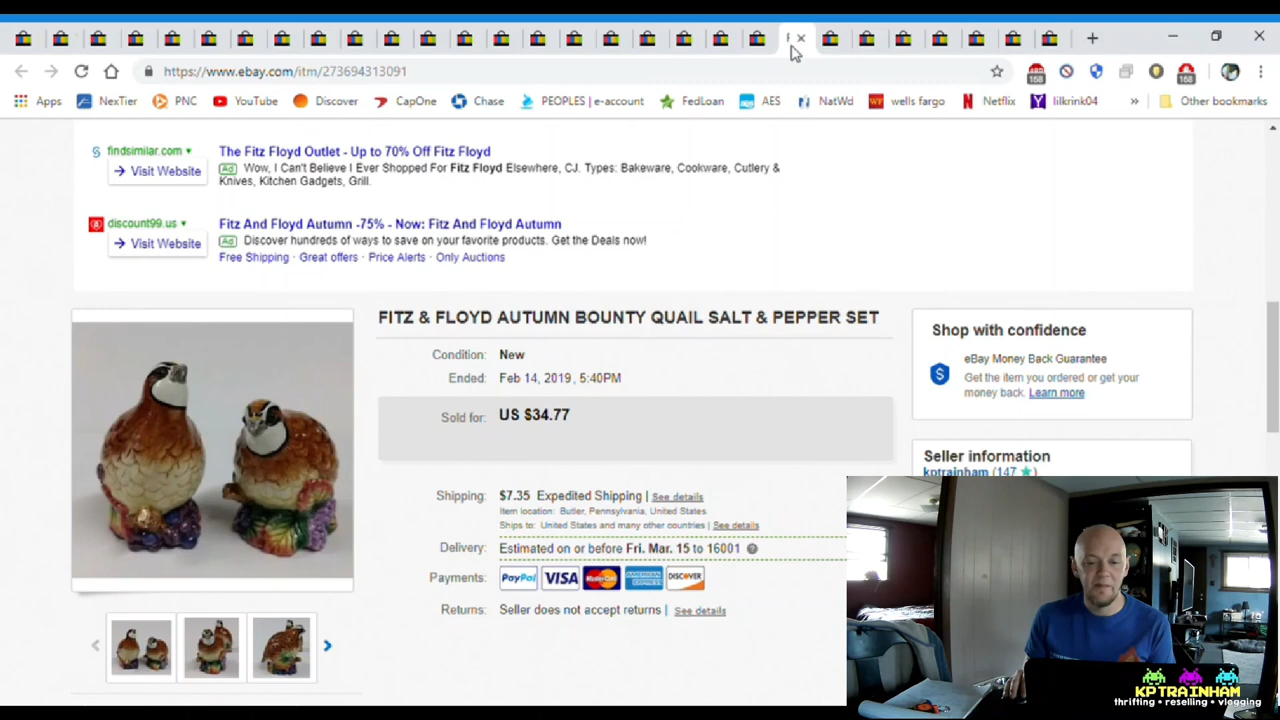 https://www.ebay.com/itm/273694313091
168
168
Apps
NexTier
PNC
YouTube
Discover
CapOne
Chase
PEOPLES | e-account
FedLoan
AES
NatWd
wells fargo
Netflix
lilkrink04
»
Other bookmarks
findsimilar.com
The Fitz Floyd Outlet - Up to 70% Off Fitz Floyd
→ Visit Website
Ad Wow, I Can't Believe I Ever Shopped For Fitz Floyd Elsewhere, CJ. Types: Bakeware, Cookware, Cutlery &
Knives, Kitchen Gadgets, Grill.
discount99.us
Fitz And Floyd Autumn -75% - Now: Fitz And Floyd Autumn
→ Visit Website
Ad Discover hundreds of ways to save on your favorite products. Get the Deals now!
Free Shipping · Great offers · Price Alerts · Only Auctions
FITZ & FLOYD AUTUMN BOUNTY QUAIL SALT & PEPPER SET
Condition: New
Ended: Feb 14, 2019 , 5:40PM
Sold for: US $34.77
Shipping: $7.35 Expedited Shipping | See details
Item location: Butler, Pennsylvania, United States
Ships to: United States and many other countries | See details
Delivery: Estimated on or before Fri. Mar. 15 to 16001
Payments: PayPal VISA MasterCard AMERICAN EXPRESS DISCOVER
Returns: Seller does not accept returns | See details
Shop with confidence
eBay Money Back Guarantee
Get the item you ordered or get your
money back. Learn more
Seller information
kptrainham (147 )
KPTRAINHAM
thrifting • reselling • vlogging